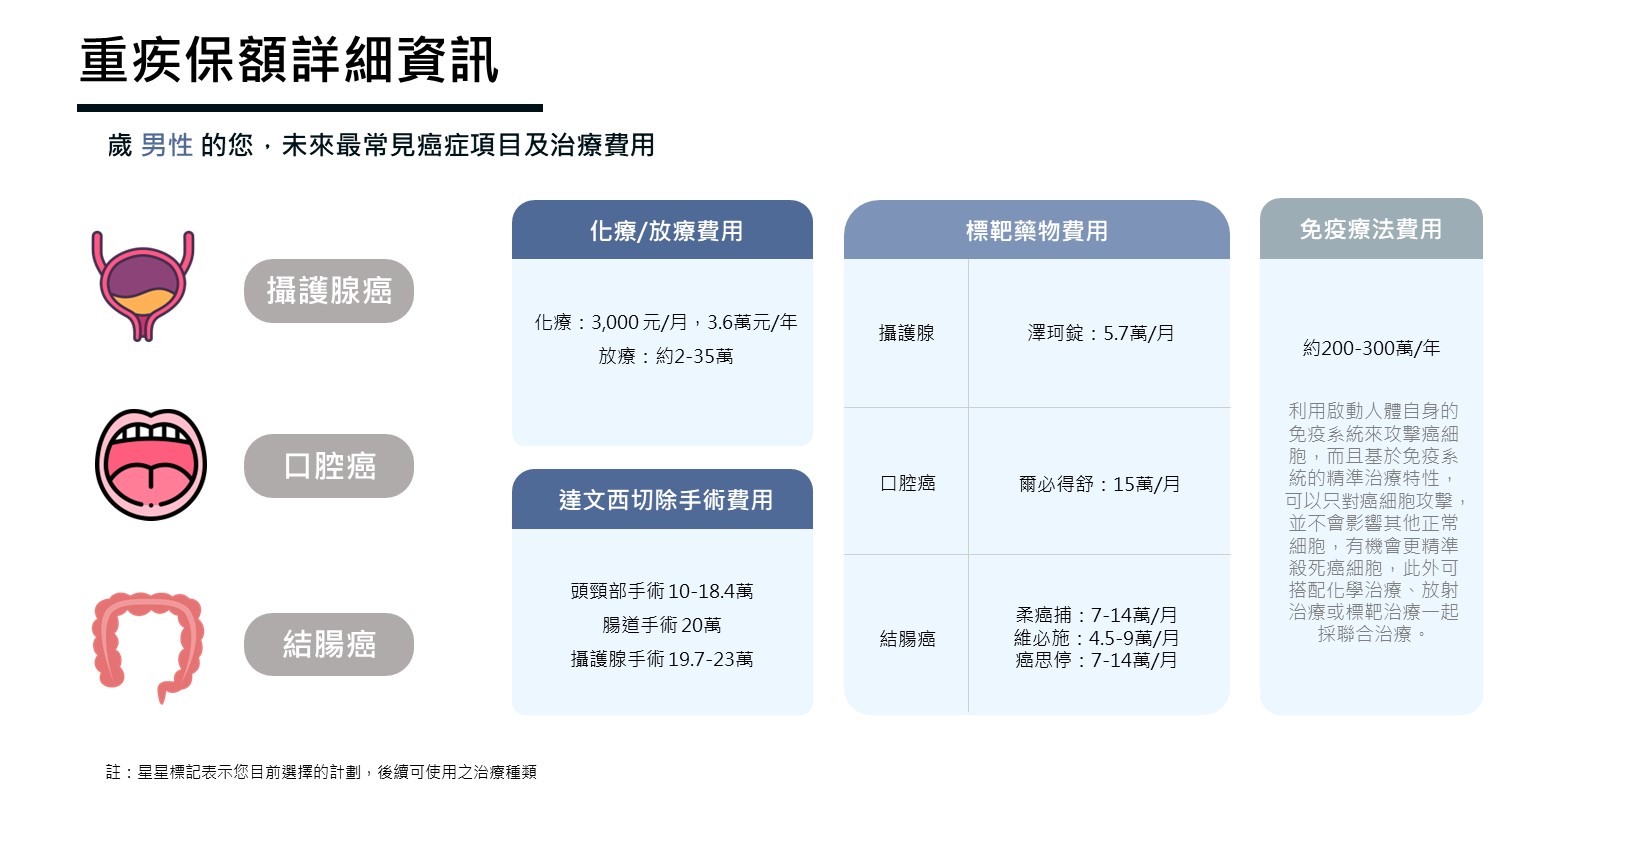 重疾保額詳細資訊
歲 男性 的您，未來最常見癌症項目及治療費用
攝護腺癌
口腔癌
結腸癌
化療/放療費用
化療：3,000元/月，3.6萬元/年
放療：約2-35萬
達文西切除手術費用
頭頸部手術10-18.4萬
腸道手術20萬
攝護腺手術19.7-23萬
標靶藥物費用
攝護腺 澤珂錠：5.7萬/月
口腔癌 爾必得舒：15萬/月
結腸癌
柔癌捕：7-14萬/月
維必施：4.5-9萬/月
癌思停：7-14萬/月
免疫療法費用
約200-300萬/年
利用啟動人體自身的
免疫系統來攻擊癌細
胞，而且基於免疫系
統的精準治療特性，
可以只對癌細胞攻擊，
並不會影響其他正常
細胞，有機會更精準
殺死癌細胞，此外可
搭配化學治療、放射
治療或標靶治療一起
採聯合治療。
註：星星標記表示您目前選擇的計劃，後續可使用之治療種類